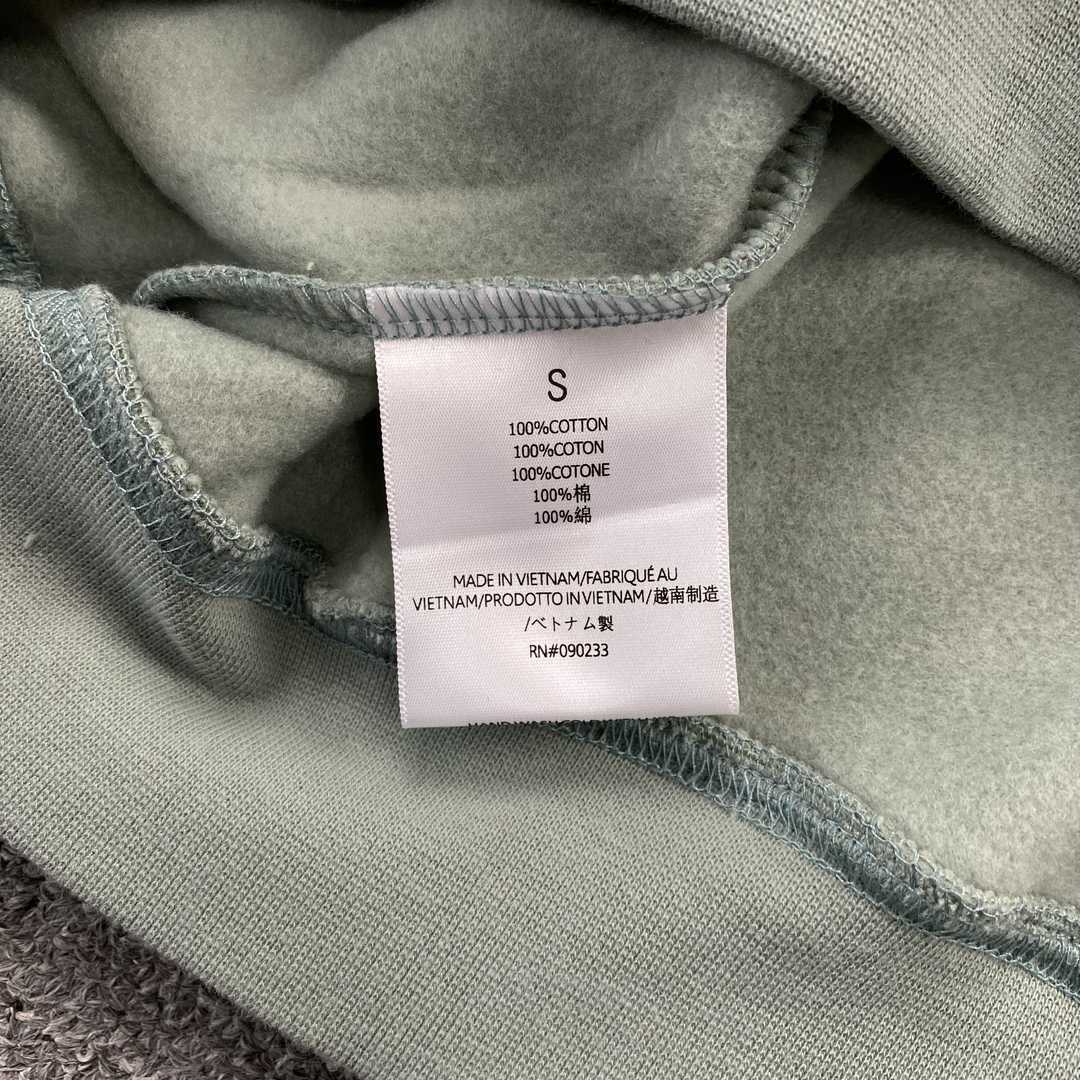 S
100%COTTON
100%COTON
100%COTONE
100%棉
100%綿
MADE IN VIETNAM/FABRIQUÉ AU
VIETNAM/PRODOTTO IN VIETNAM/越南制造
/ベトナム製
RN#090233